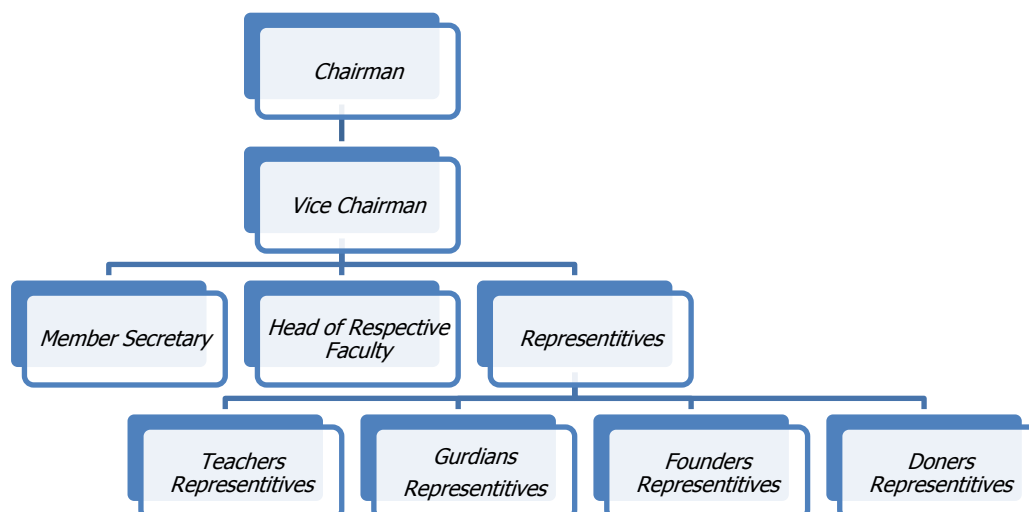 Chairman
Vice Chairman
Member Secretary
Head of Respective
Faculty
Representitives
Teachers
Representitives
Gurdians
Representitives
Founders
Representitives
Doners
Representitives